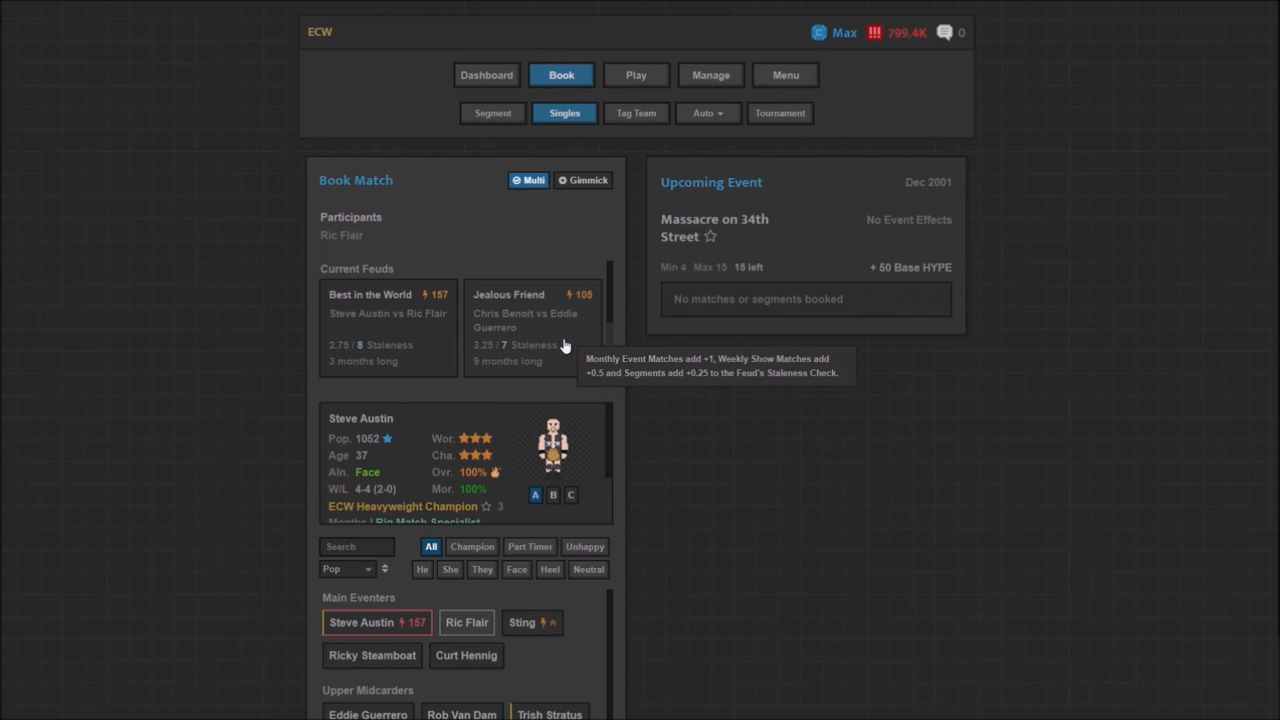 ECW
Max
799.4K
0
Dashboard
Book
Play
Manage
Menu
Segment
Singles
Tag Team
Auto
Tournament
Book Match
Multi
Gimmick
Participants
Ric Flair
Current Feuds
Best in the World 157
Steve Austin vs Ric Flair
2.75 / 8 Staleness
3 months long
Jealous Friend 105
Chris Benoit vs Eddie
Guerrero
3.25 / 7 Staleness
9 months long
Monthly Event Matches add +1, Weekly Show Matches add
+0.5 and Segments add +0.25 to the Feud's Staleness Check.
Steve Austin
Pop. 1052
Wor.
Age 37
Cha.
Aln. Face
Ovr. 100%
W/L 4-4 (2-0)
Mor. 100%
A B C
ECW Heavyweight Champion 3
Months | Rig Match Specialist
Search
All
Champion
Part Timer
Unhappy
Pop
He
She
They
Face
Heel
Neutral
Main Eventers
Steve Austin 157
Ric Flair
Sting
Ricky Steamboat
Curt Hennig
Upper Midcarders
Eddie Guerrero
Rob Van Dam
Trish Stratus
Upcoming Event
Dec 2001
Massacre on 34th
Street
No Event Effects
Min 4 Max 15 15 left
+ 50 Base HYPE
No matches or segments booked